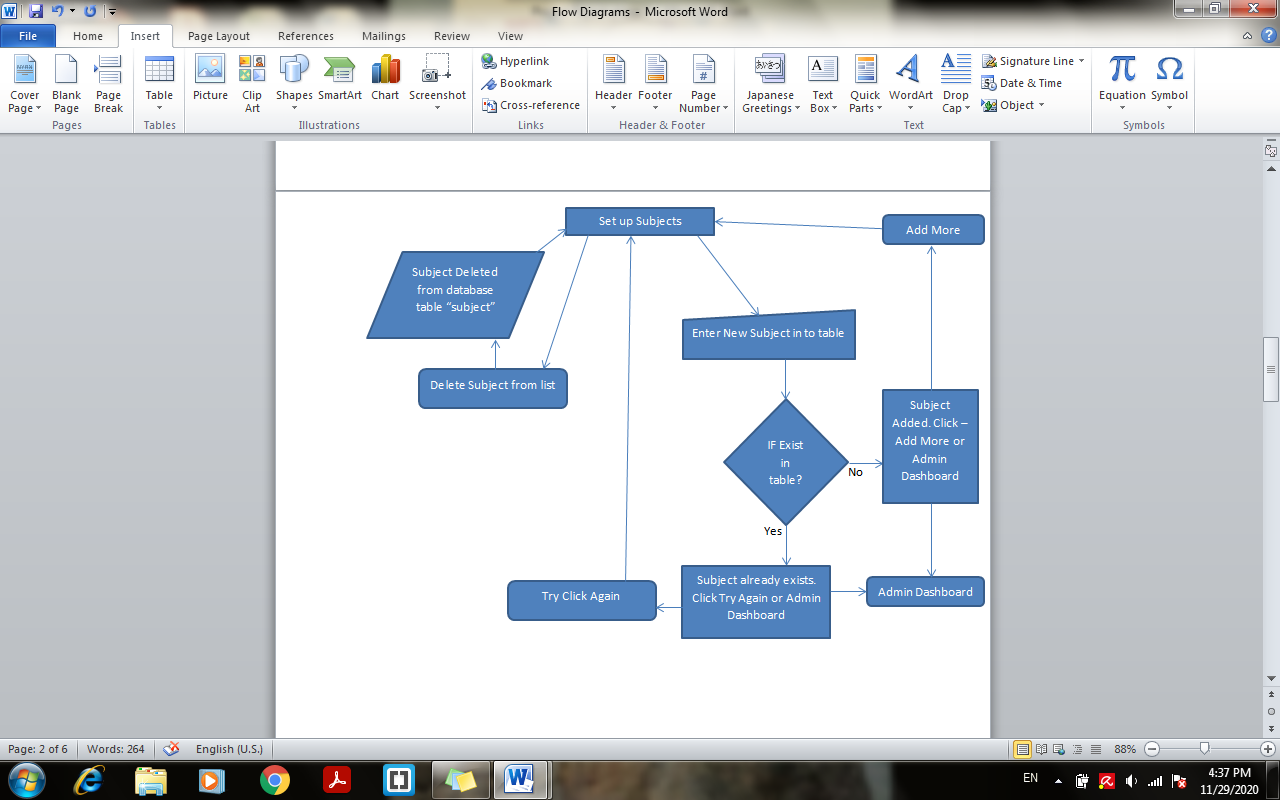 Flow Diagrams - Microsoft Word
File Home Insert Page Layout References Mailings Review View
Cover Page
Blank Page
Page Break
Pages
Table
Tables
Picture
Clip Art
Shapes
SmartArt
Chart
Screenshot
Illustrations
Hyperlink
Bookmark
Cross-reference
Links
Header
Footer
Page Number
Header & Footer
Japanese Greetings
Text Box
Quick Parts
WordArt
Drop Cap
Signature Line
Date & Time
Object
Text
Equation
Symbol
Symbols
Set up Subjects
Add More
Subject Deleted
from database
table “subject”
Enter New Subject in to table
Delete Subject from list
IF Exist
in
table?
No
Subject
Added. Click –
Add More or
Admin
Dashboard
Yes
Subject already exists.
Click Try Again or Admin
Dashboard
Try Click Again
Admin Dashboard
Page: 2 of 6 Words: 264 English (U.S.) 88%
EN
4:37 PM
11/29/2020